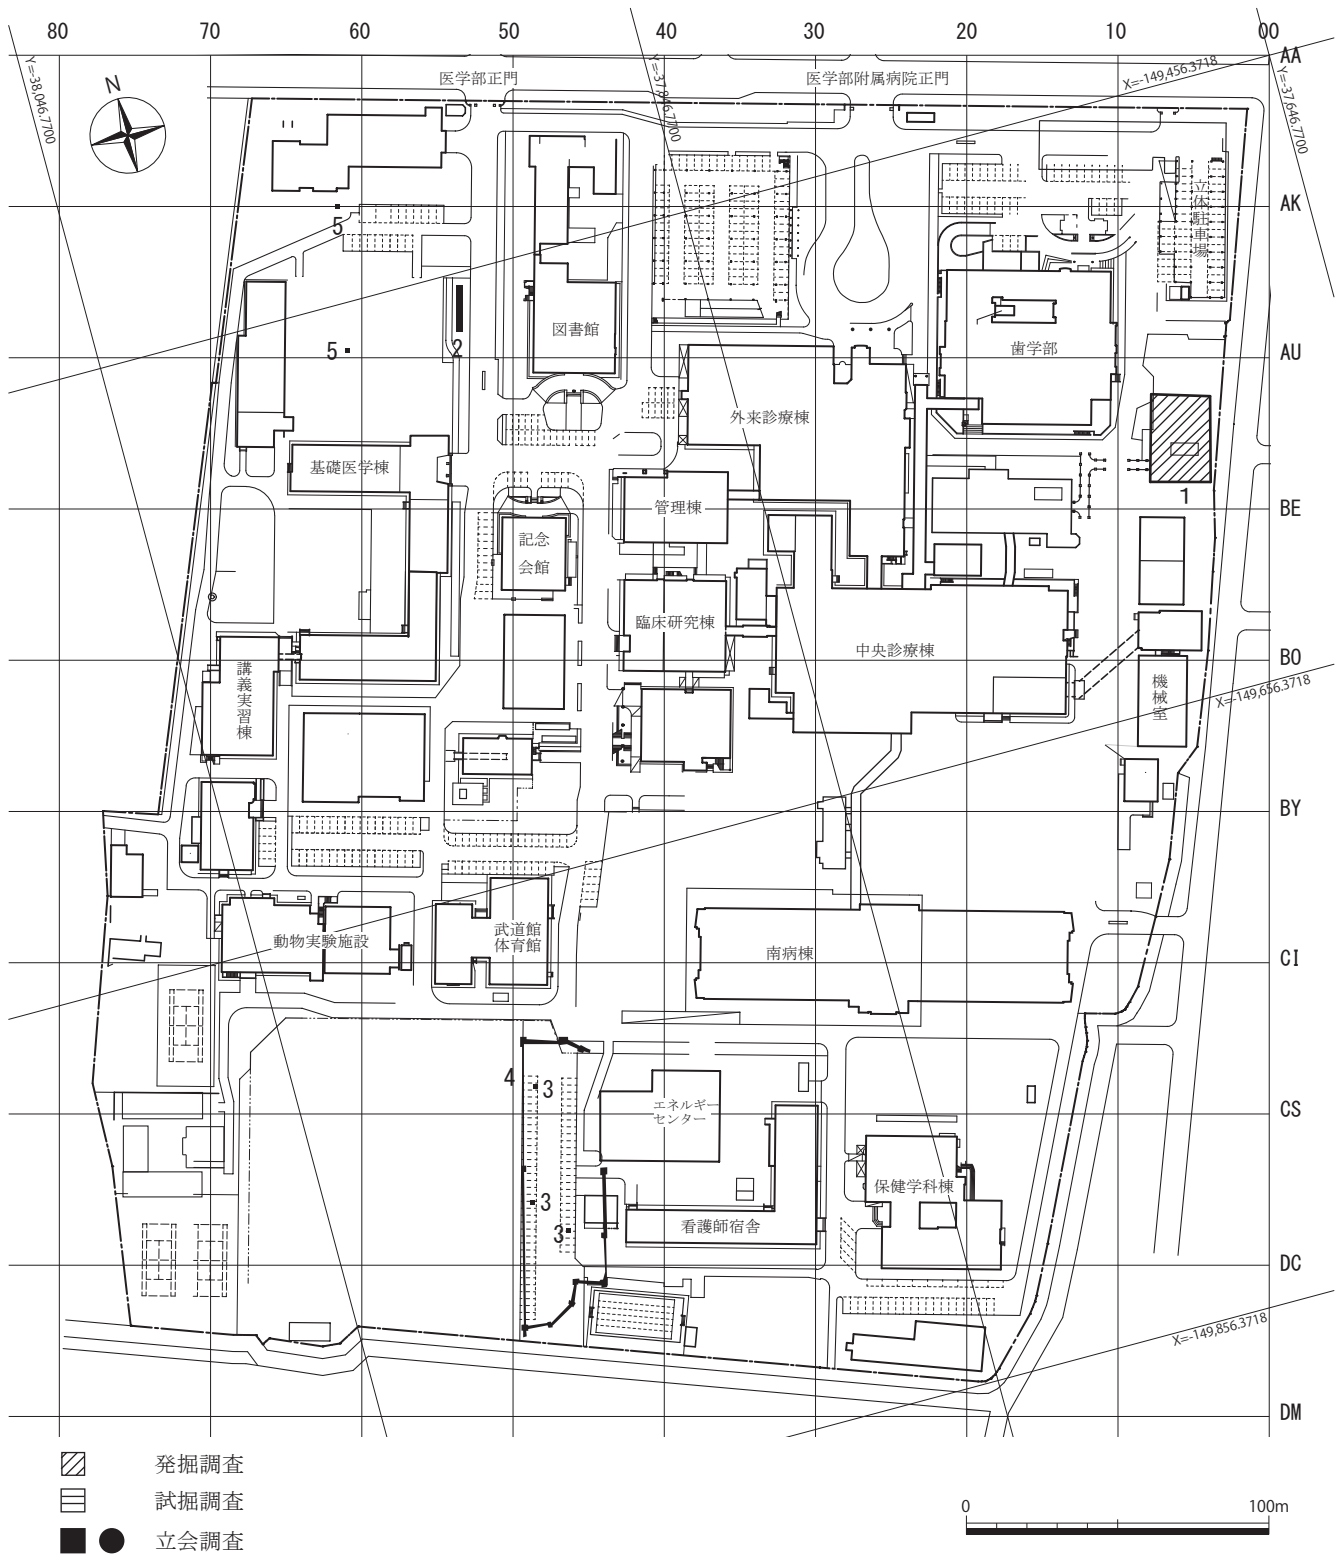 80 70 60 50 40 30 20 10 00
AA
Y=-38,046.7700
Y=-37,846.7700
X=-149,456.3718
Y=-37,646.7700
N
医学部正門
医学部附属病院正門
AK
立体駐車場
5
図書館
歯学部
5
2
AU
外来診療棟
基礎医学棟
1
管理棟
BE
記念
会館
臨床研究棟
中央診療棟
BO
講義実習棟
機械室
X=-149,656.3718
BY
武道館
体育館
動物実験施設
南病棟
CI
4
3
エネルギー
センター
CS
保健学科棟
3
3
看護師宿舎
DC
X=-149,856.3718
DM
発掘調査
試掘調査
立会調査
0 100m